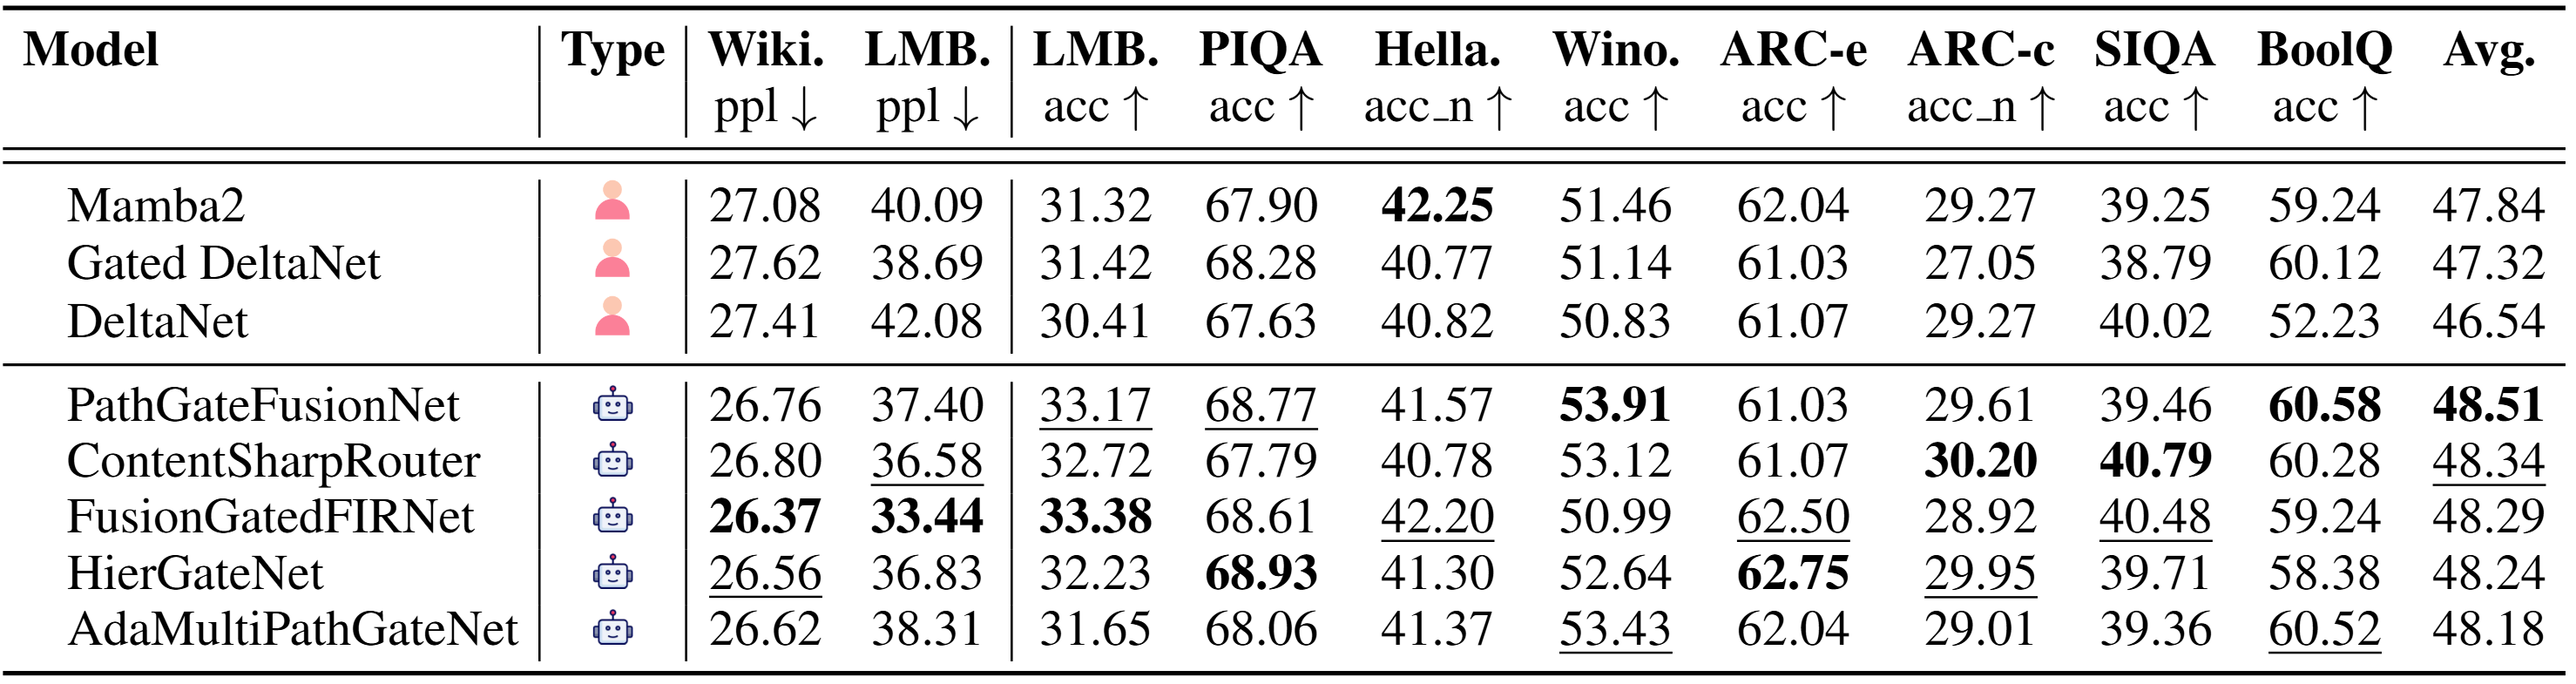 Model Type Wiki. LMB. LMB. PIQA Hella. Wino. ARC-e ARC-c SIQA BoolQ Avg.
ppl ↓ ppl ↓ acc ↑ acc ↑ acc_n ↑ acc ↑ acc ↑ acc_n ↑ acc ↑ acc ↑
Mamba2 27.08 40.09 31.32 67.90 42.25 51.46 62.04 29.27 39.25 59.24 47.84
Gated DeltaNet 27.62 38.69 31.42 68.28 40.77 51.14 61.03 27.05 38.79 60.12 47.32
DeltaNet 27.41 42.08 30.41 67.63 40.82 50.83 61.07 29.27 40.02 52.23 46.54
PathGateFusionNet 26.76 37.40 33.17 68.77 41.57 53.91 61.03 29.61 39.46 60.58 48.51
ContentSharpRouter 26.80 36.58 32.72 67.79 40.78 53.12 61.07 30.20 40.79 60.28 48.34
FusionGatedFIRNet 26.37 33.44 33.38 68.61 42.20 50.99 62.50 28.92 40.48 59.24 48.29
HierGateNet 26.56 36.83 32.23 68.93 41.30 52.64 62.75 29.95 39.71 58.38 48.24
AdaMultiPathGateNet 26.62 38.31 31.65 68.06 41.37 53.43 62.04 29.01 39.36 60.52 48.18